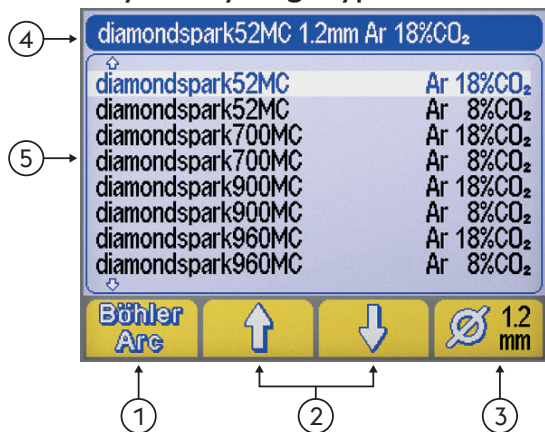 ④ diamondspark52MC 1.2mm Ar 18%CO₂
diamondspark52MC Ar 18%CO₂
diamondspark52MC Ar 8%CO₂
diamondspark700MC Ar 18%CO₂
⑤ diamondspark700MC Ar 8%CO₂
diamondspark900MC Ar 18%CO₂
diamondspark900MC Ar 8%CO₂
diamondspark960MC Ar 18%CO₂
diamondspark960MC Ar 8%CO₂
Böhler Ø 1.2
Arc mm
① ② ③